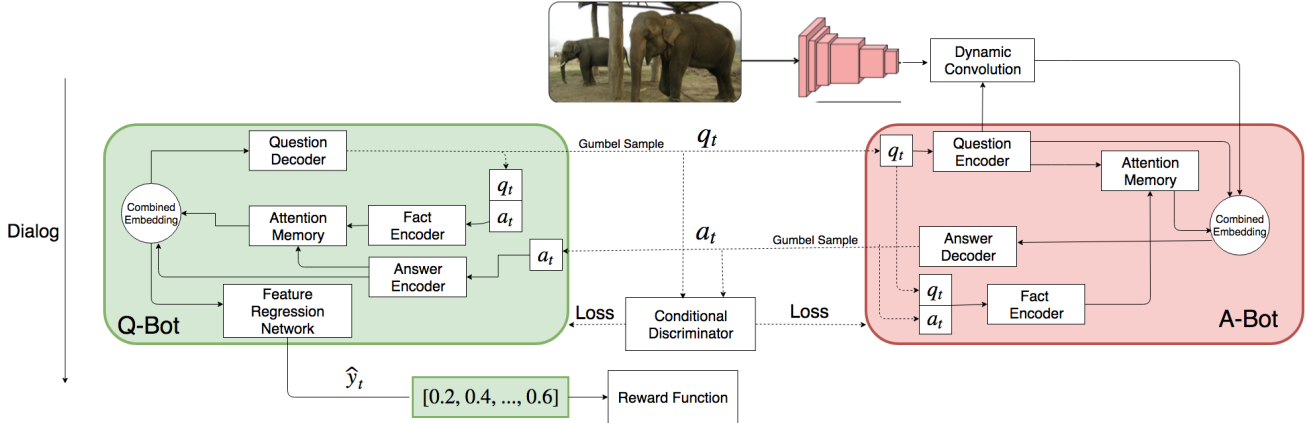 Dynamic
Convolution
Question
Decoder
Gumbel Sample
q_t
q_t
Question
Encoder
Attention
Memory
q_t
a_t
Combined
Embedding
Attention
Memory
Fact
Encoder
Combined
Embedding
Dialog
a_t
Gumbel Sample
Answer
Decoder
a_t
Answer
Encoder
q_t
a_t
Fact
Encoder
Feature
Regression
Network
Q-Bot
Loss
Conditional
Discriminator
Loss
A-Bot
ŷ_t
[0.2, 0.4, ..., 0.6]
Reward Function